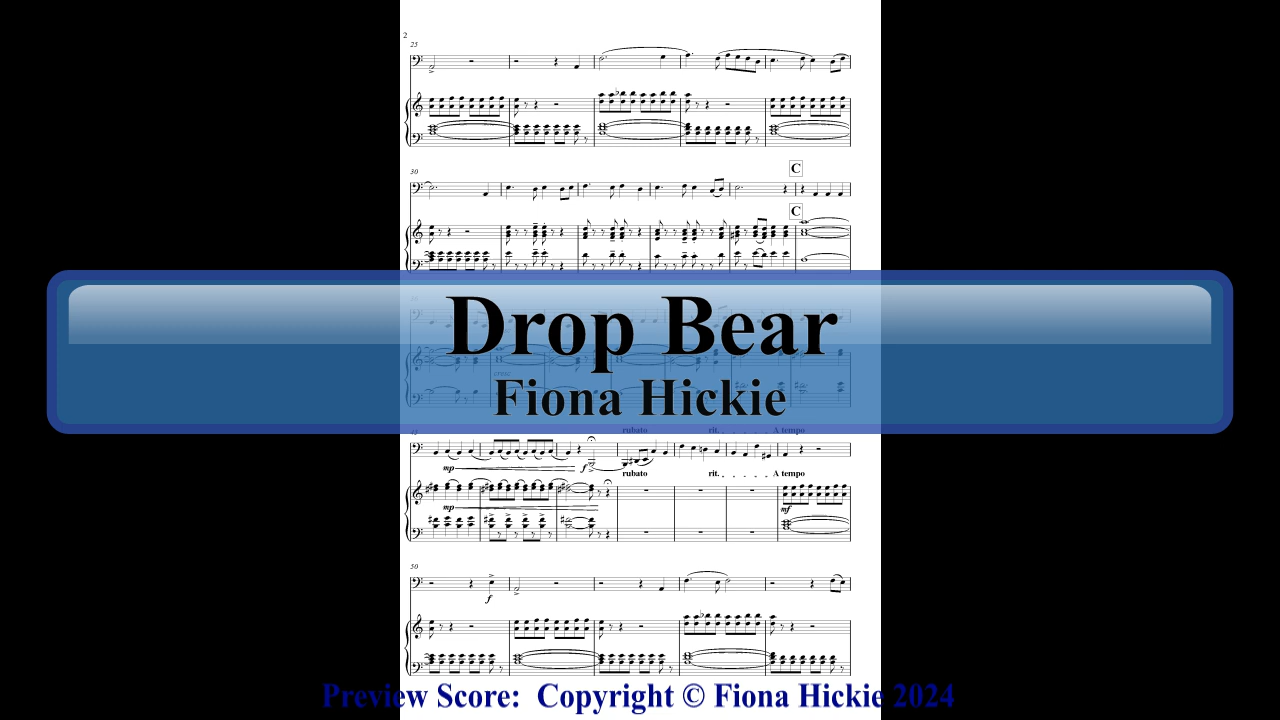 2
25
30
C
C
Drop Bear
Fiona Hickie
cresc.
rubato rit. A tempo
mp f
rubato rit. A tempo
mp
mf
50
f
Preview Score: Copyright © Fiona Hickie 2024